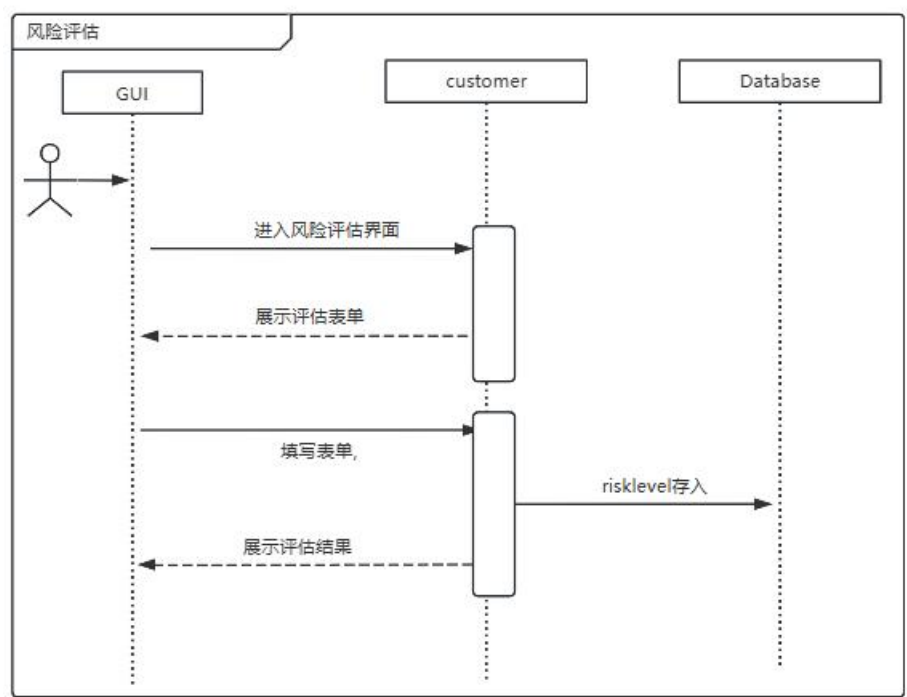 风险评估
GUI
customer
Database
进入风险评估界面
展示评估表单
填写表单,
risklevel存入
展示评估结果